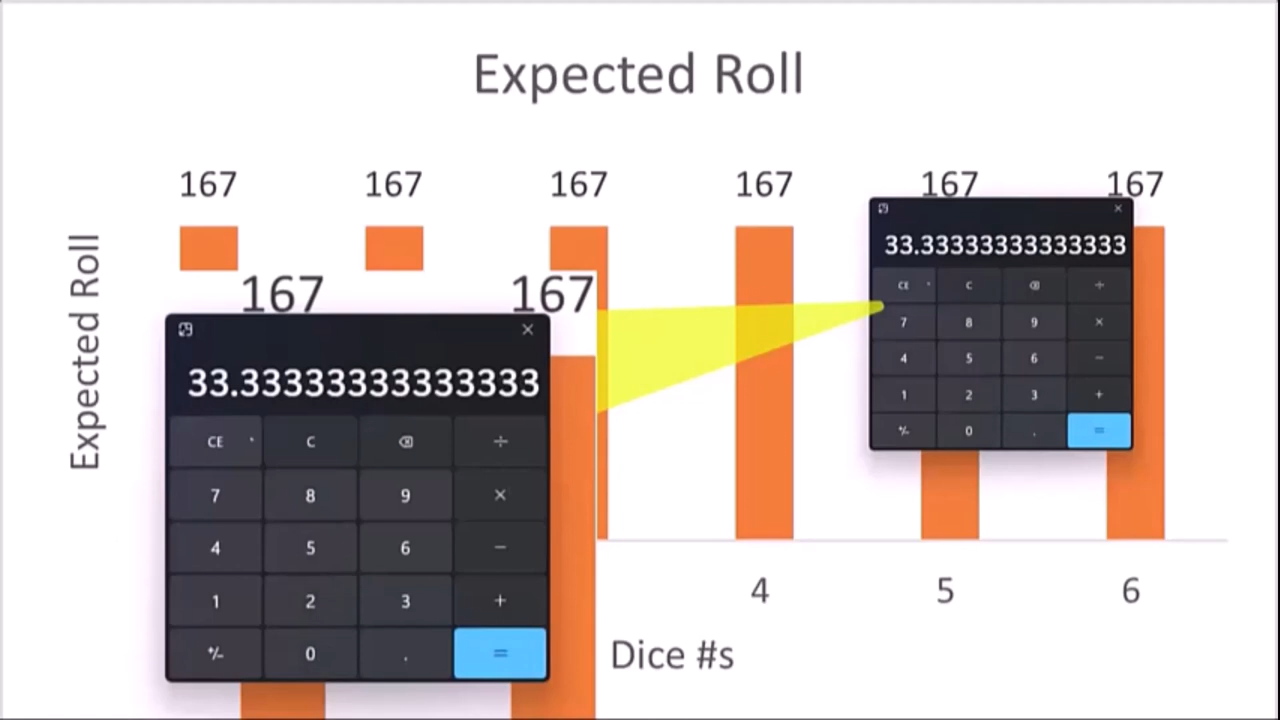 Expected Roll
167 167 167 167 167 167
Expected Roll
33.33333333333333
CE C ÷
7 8 9 ×
4 5 6 −
1 2 3 +
+/- 0 . =
167 167
33.33333333333333
CE C ÷
7 8 9 ×
4 5 6 −
1 2 3 +
+/- 0 . =
4 5 6
Dice #s